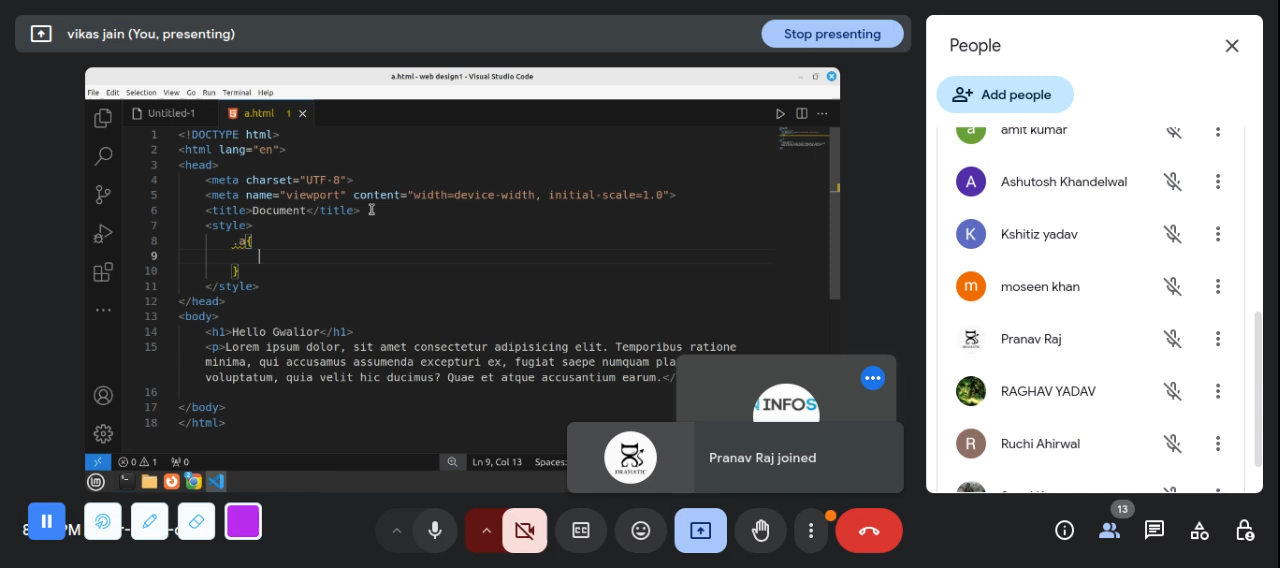 vikas jain (You, presenting)
Stop presenting
a.html - web design1 - Visual Studio Code
File Edit Selection View Go Run Terminal Help
Untitled-1
a.html 1
1 <!DOCTYPE html>
2 <html lang="en">
3 <head>
4 <meta charset="UTF-8">
5 <meta name="viewport" content="width=device-width, initial-scale=1.0">
6 <title>Document</title>
7 <style>
8 .a{
9
10 }
11 </style>
12 </head>
13 <body>
14 <h1>Hello Gwalior</h1>
15 <p>Lorem ipsum dolor, sit amet consectetur adipisicing elit. Temporibus ratione
minima, qui accusamus assumenda excepturi ex, fugiat saepe numquam
voluptatum, quia velit hic ducimus? Quae et atque accusantium earum.</
16
17 </body>
18 </html>
0 1 0
Ln 9, Col 13
Spaces:
INFOS
DRAMATIC
Pranav Raj joined
People
Add people
a amit kumar
A Ashutosh Khandelwal
K Kshitiz yadav
m moseen khan
Pranav Raj
RAGHAV YADAV
R Ruchi Ahirwal
PM
13